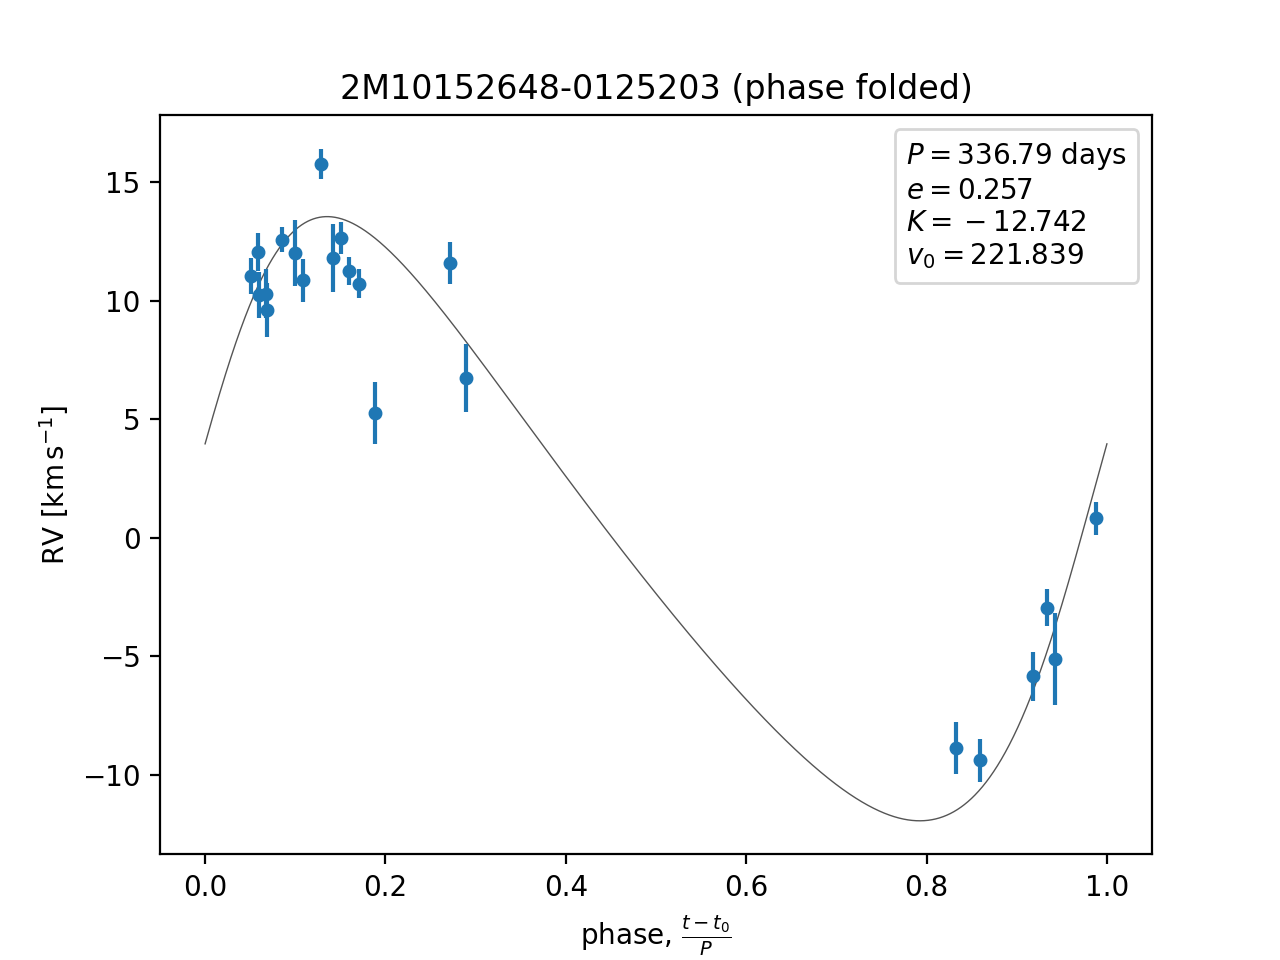 2M10152648-0125203 (phase folded)
P = 336.79 days
e = 0.257
K = −12.742
v₀ = 221.839
15
10
5
0
−5
−10
RV [km s⁻¹]
0.0 0.2 0.4 0.6 0.8 1.0
phase, (t − t₀)/P